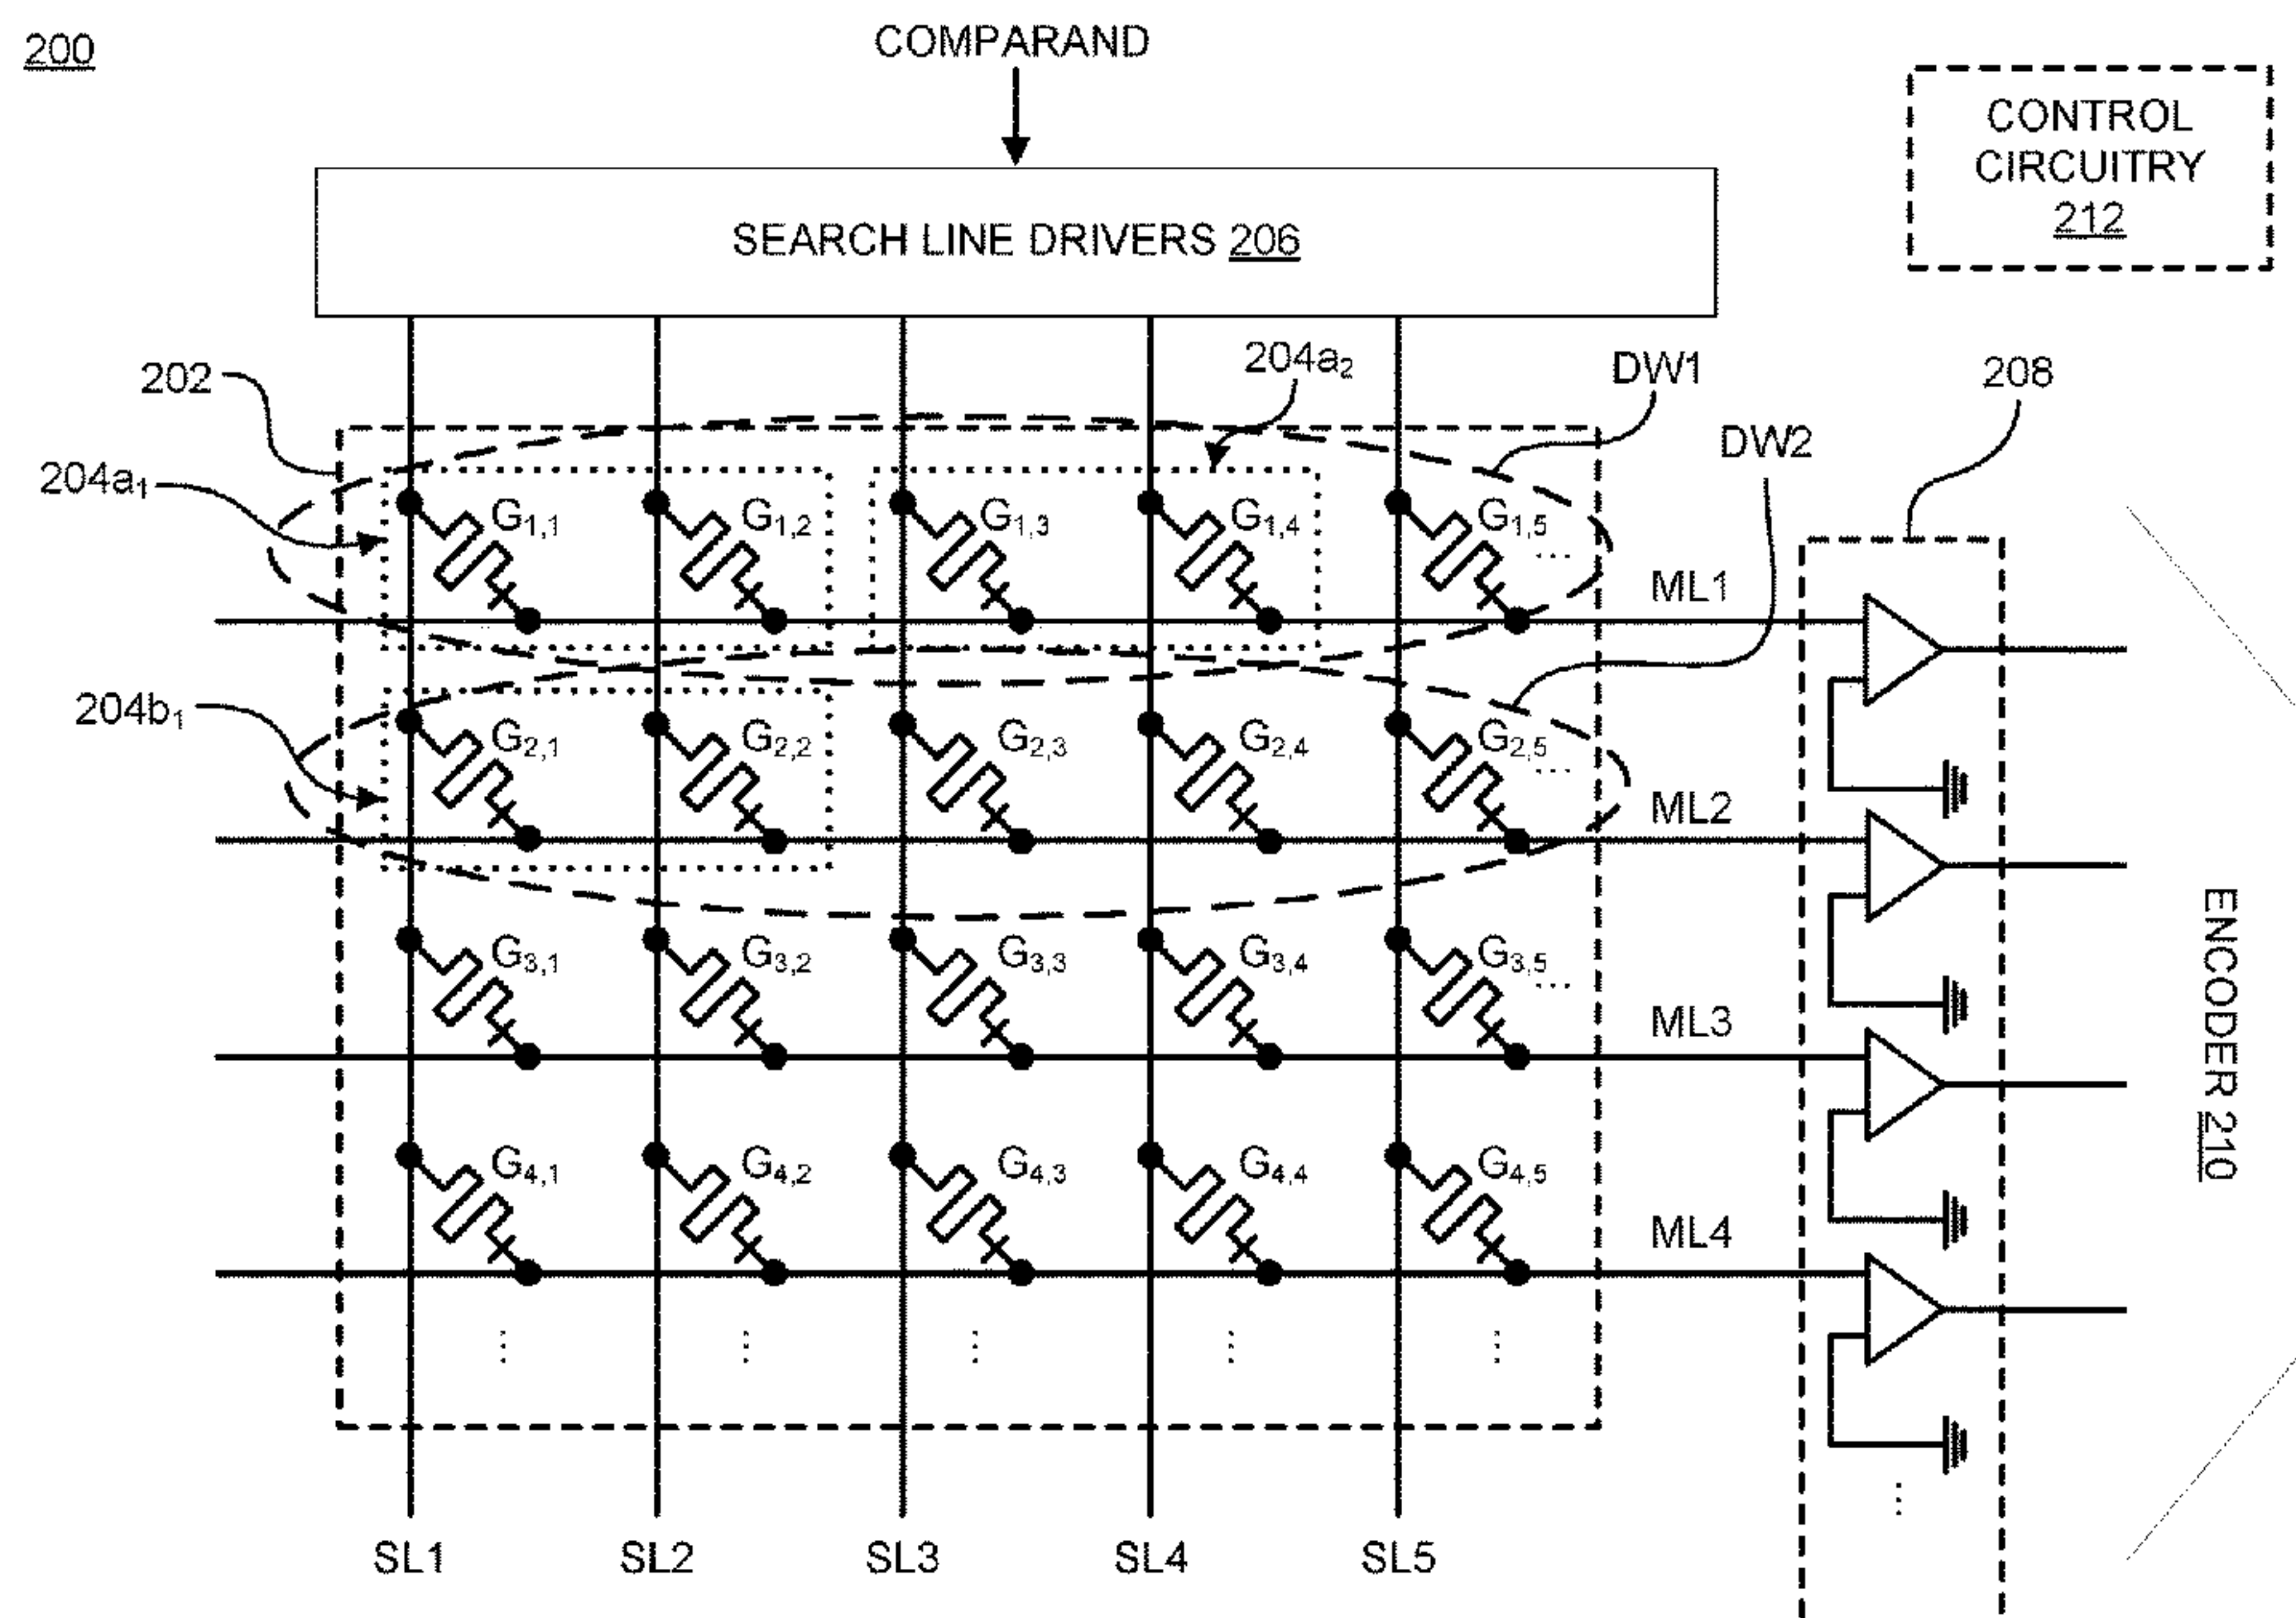 200
COMPARAND
CONTROL
CIRCUITRY
212
SEARCH LINE DRIVERS 206
202
204a₂
DW1
208
DW2
204a₁
G₁,₁ G₁,₂ G₁,₃ G₁,₄ G₁,₅ ...
ML1
204b₁
G₂,₁ G₂,₂ G₂,₃ G₂,₄ G₂,₅ ...
ML2
ENCODER 210
G₃,₁ G₃,₂ G₃,₃ G₃,₄ G₃,₅ ...
ML3
G₄,₁ G₄,₂ G₄,₃ G₄,₄ G₄,₅
ML4
SL1 SL2 SL3 SL4 SL5